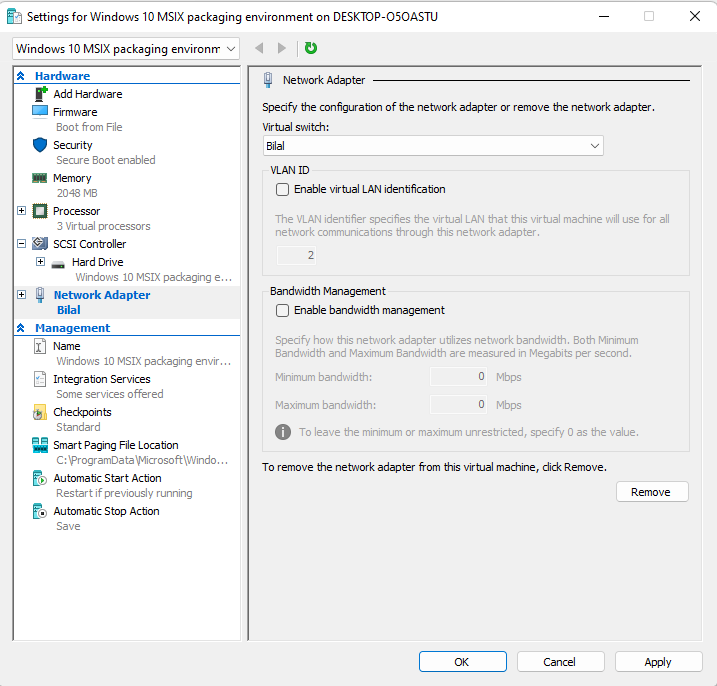 Settings for Windows 10 MSIX packaging environment on DESKTOP-O5OASTU
Windows 10 MSIX packaging environm
Hardware
Add Hardware
Firmware
Boot from File
Security
Secure Boot enabled
Memory
2048 MB
Processor
3 Virtual processors
SCSI Controller
Hard Drive
Windows 10 MSIX packaging e...
Network Adapter
Bilal
Management
Name
Windows 10 MSIX packaging envir...
Integration Services
Some services offered
Checkpoints
Standard
Smart Paging File Location
C:\ProgramData\Microsoft\Windo...
Automatic Start Action
Restart if previously running
Automatic Stop Action
Save
Network Adapter
Specify the configuration of the network adapter or remove the network adapter.
Virtual switch:
Bilal
VLAN ID
Enable virtual LAN identification
The VLAN identifier specifies the virtual LAN that this virtual machine will use for all
network communications through this network adapter.
2
Bandwidth Management
Enable bandwidth management
Specify how this network adapter utilizes network bandwidth. Both Minimum
Bandwidth and Maximum Bandwidth are measured in Megabits per second.
Minimum bandwidth: 0 Mbps
Maximum bandwidth: 0 Mbps
To leave the minimum or maximum unrestricted, specify 0 as the value.
To remove the network adapter from this virtual machine, click Remove.
Remove
OK Cancel Apply